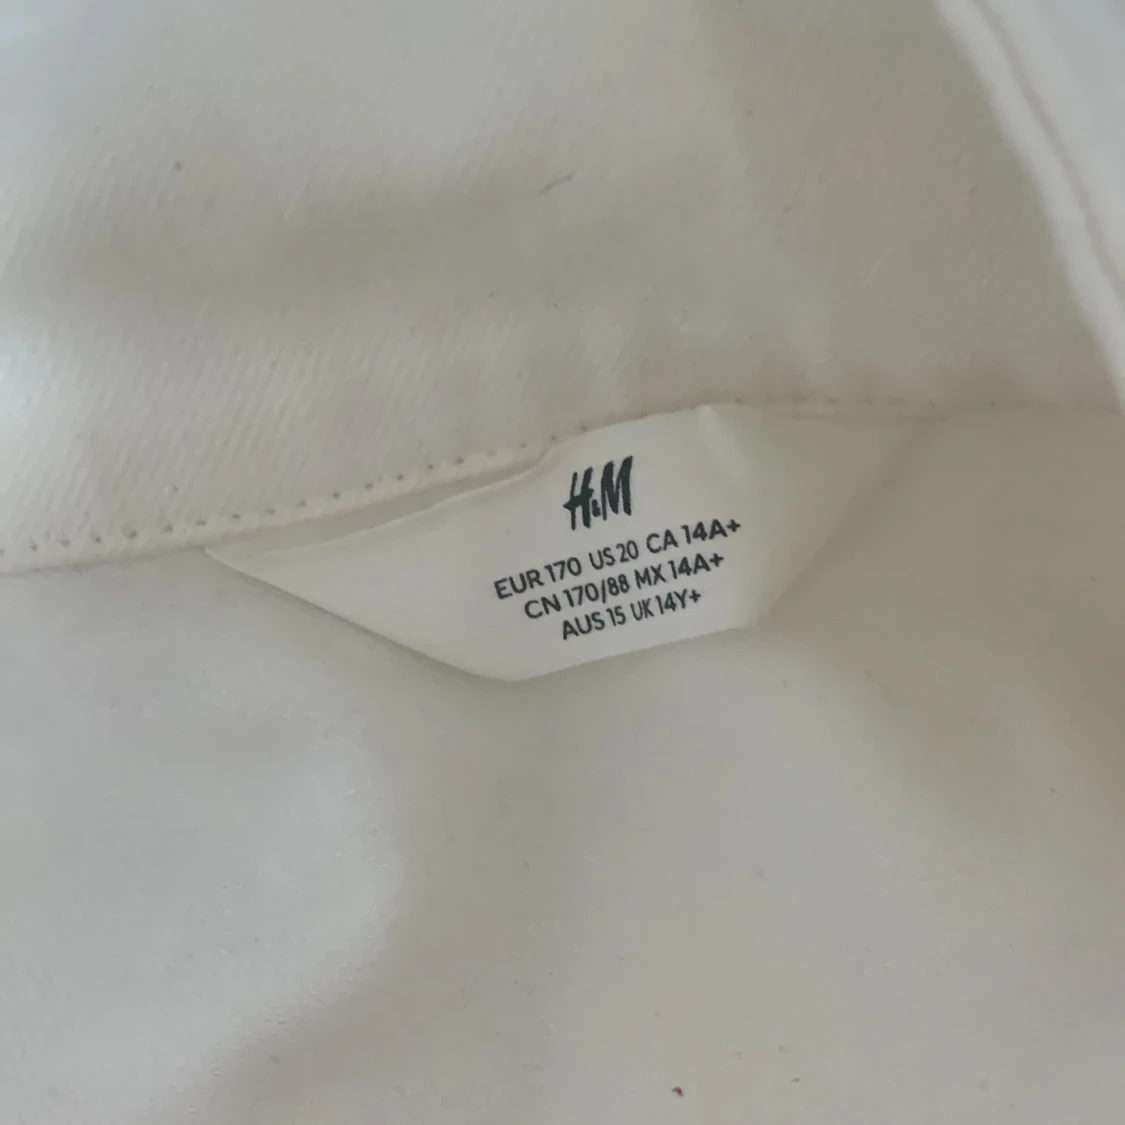 H&M
EUR 170 US 20 CA 14A+
CN 170/88 MX 14A+
AUS 15 UK 14Y+